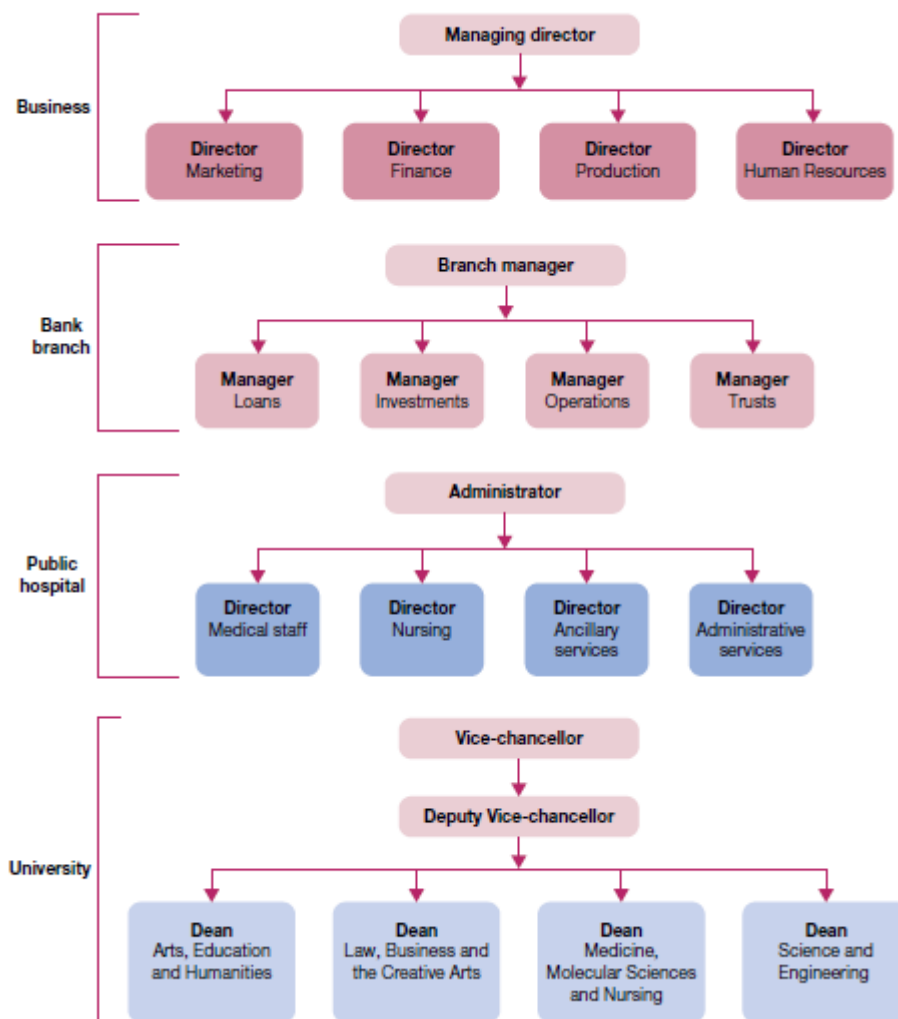 Managing director
Business
Director
Marketing
Director
Finance
Director
Production
Director
Human Resources
Branch manager
Bank
branch
Manager
Loans
Manager
Investments
Manager
Operations
Manager
Trusts
Administrator
Public
hospital
Director
Medical staff
Director
Nursing
Director
Ancillary
services
Director
Administrative
services
Vice-chancellor
Deputy Vice-chancellor
University
Dean
Arts, Education
and Humanities
Dean
Law, Business and
the Creative Arts
Dean
Medicine,
Molecular Sciences
and Nursing
Dean
Science and
Engineering